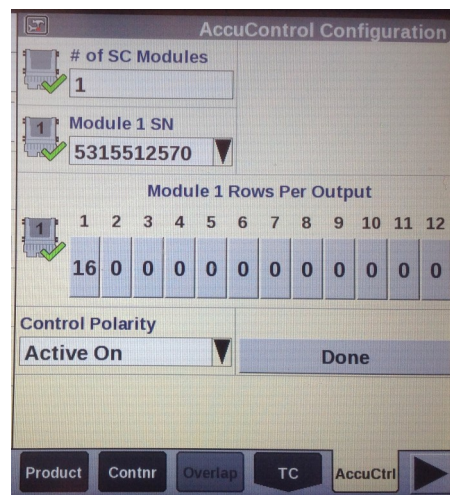 AccuControl Configuration
# of SC Modules
1
1
Module 1 SN
5315512570
Module 1 Rows Per Output
1 2 3 4 5 6 7 8 9 10 11 12
1
16 0 0 0 0 0 0 0 0 0 0 0
Control Polarity
Active On
Done
Product Contnr Overlap TC AccuCtrl